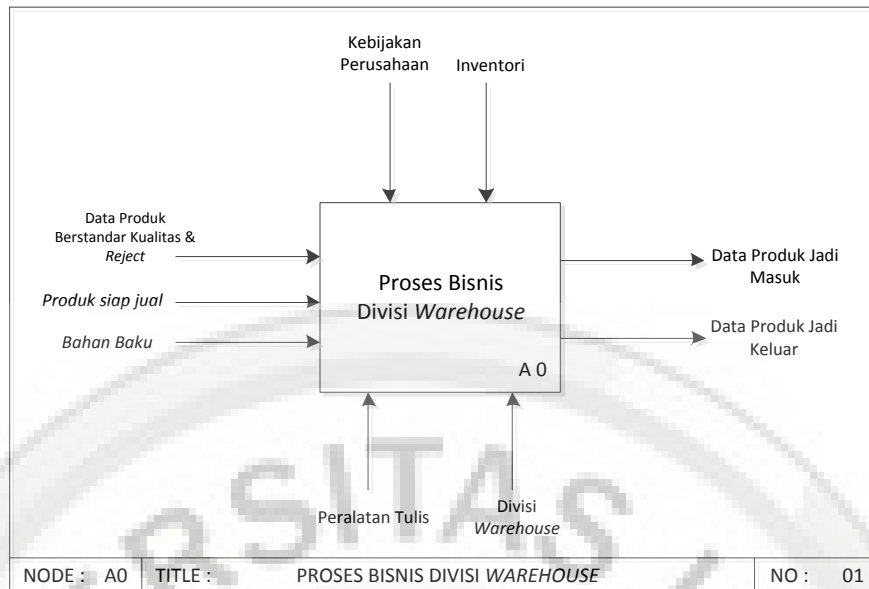 Kebijakan
Perusahaan
Inventori
Data Produk
Berstandar Kualitas &
Reject
Produk siap jual
Bahan Baku
Proses Bisnis
Divisi Warehouse
A 0
Data Produk Jadi
Masuk
Data Produk Jadi
Keluar
Peralatan Tulis
Divisi
Warehouse
RSITAS
NODE : A0 TITLE : PROSES BISNIS DIVISI WAREHOUSE NO : 01